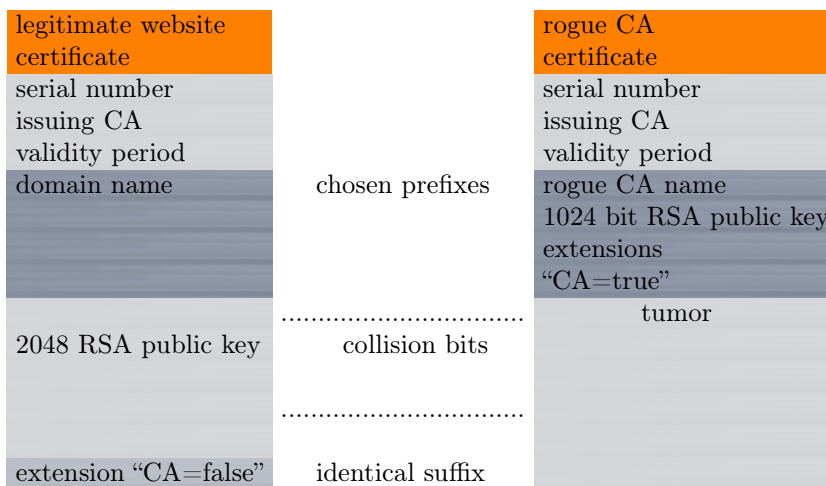 legitimate website
certificate
serial number
issuing CA
validity period
domain name
2048 RSA public key
extension “CA=false”
chosen prefixes
................................
collision bits
................................
identical suffix
rogue CA
certificate
serial number
issuing CA
validity period
rogue CA name
1024 bit RSA public key
extensions
“CA=true”
tumor